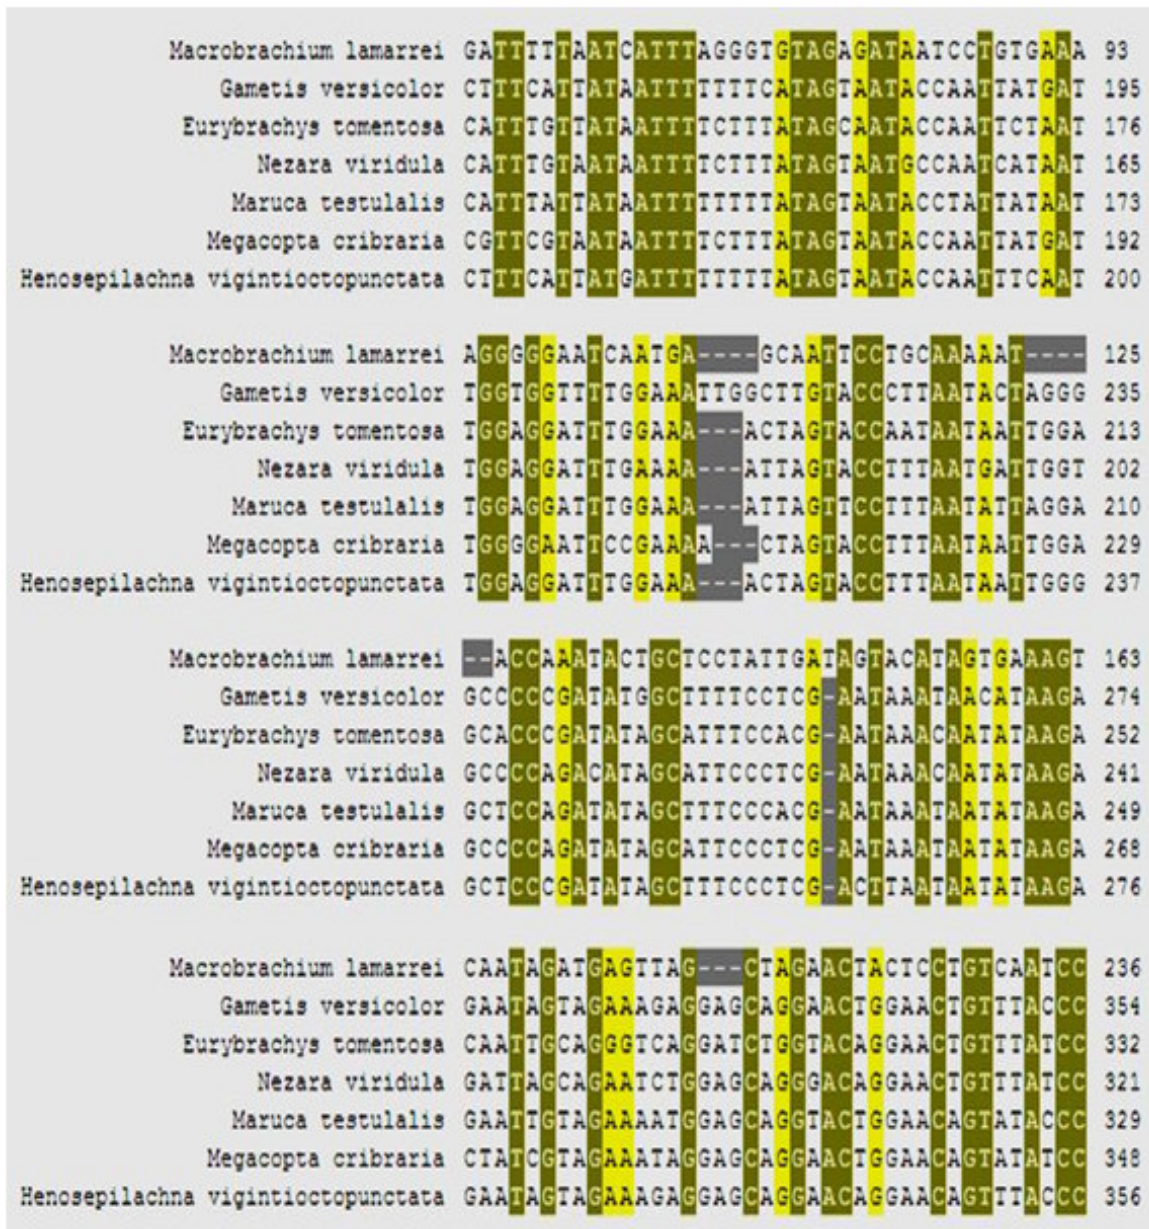 Macrobrachium lamarrei GATTTTTAATCATTTAGGGTGTAGAGATAATCCTGTGAAA 93
Gametis versicolor CTTTCATTATAATTTTTTTCATAGTAATACCAATTATGAT 195
Eurybrachys tomentosa CATTTGTTATAATTTTCTTTATAGCAATACCAATTCTAAT 176
Nezara viridula CATTTGTAATAATTTTCTTTATAGTAATGCCAATCATAAT 165
Maruca testulalis CATTTATTATAATTTTTTTTATAGTAATACCTATTATAAT 173
Megacopta cribraria CGTTCGTAATAATTTTCTTTATAGTAATACCAATTATGAT 192
Henosepilachna vigintioctopunctata CTTTCATTATGATTTTTTTTATAGTAATACCAATTTCAAT 200
Macrobrachium lamarrei AGGGGGAATCAATGA----GCAATTCCTGCAAAAAT---- 125
Gametis versicolor TGGTGGTTTTGGAAATTGGCTTGTACCCTTAATACTAGGG 235
Eurybrachys tomentosa TGGAGGATTTGGAAA---ACTAGTACCAATAATAATTGGA 213
Nezara viridula TGGAGGATTTGAAAA---ATTAGTACCTTTAATGATTGGT 202
Maruca testulalis TGGAGGATTTGGAAA---ATTAGTTCCTTTAATATTAGGA 210
Megacopta cribraria TGGGGAATTCCGAAAA---CTAGTACCTTTAATAATTGGA 229
Henosepilachna vigintioctopunctata TGGAGGATTTGGAAA---ACTAGTACCTTTAATAATTGGG 237
Macrobrachium lamarrei --ACCAAATACTGCTCCTATTGATAGTACATAGTGAAAGT 163
Gametis versicolor GCCCCCGATATGGCTTTTCCTCG-AATAAATAACATAAGA 274
Eurybrachys tomentosa GCACCCGATATAGCATTTCCACG-AATAAACAATATAAGA 252
Nezara viridula GCCCCAGACATAGCATTCCCTCG-AATAAACAATATAAGA 241
Maruca testulalis GCTCCAGATATAGCTTTCCCACG-AATAAATAATATAAGA 249
Megacopta cribraria GCCCCAGATATAGCATTCCCTCG-AATAAATAATATAAGA 268
Henosepilachna vigintioctopunctata GCTCCCGATATAGCTTTCCCTCG-ACTTAATAATATAAGA 276
Macrobrachium lamarrei CAATAGATGAGTTAG---CTAGAACTACTCCTGTCAATCC 236
Gametis versicolor GAATAGTAGAAAGAGGAGCAGGAACTGGAACTGTTTACCC 354
Eurybrachys tomentosa CAATTGCAGGGTCAGGATCTGGTACAGGAACTGTTTATCC 332
Nezara viridula GATTAGCAGAATCTGGAGCAGGGACAGGAACTGTTTATCC 321
Maruca testulalis GAATTGTAGAAAATGGAGCAGGTACTGGAACAGTATACCC 329
Megacopta cribraria CTATCGTAGAAATAGGAGCAGGAACTGGAACAGTATATCC 348
Henosepilachna vigintioctopunctata GAATAGTAGAAAGAGGAGCAGGAACAGGAACAGTTTACCC 356